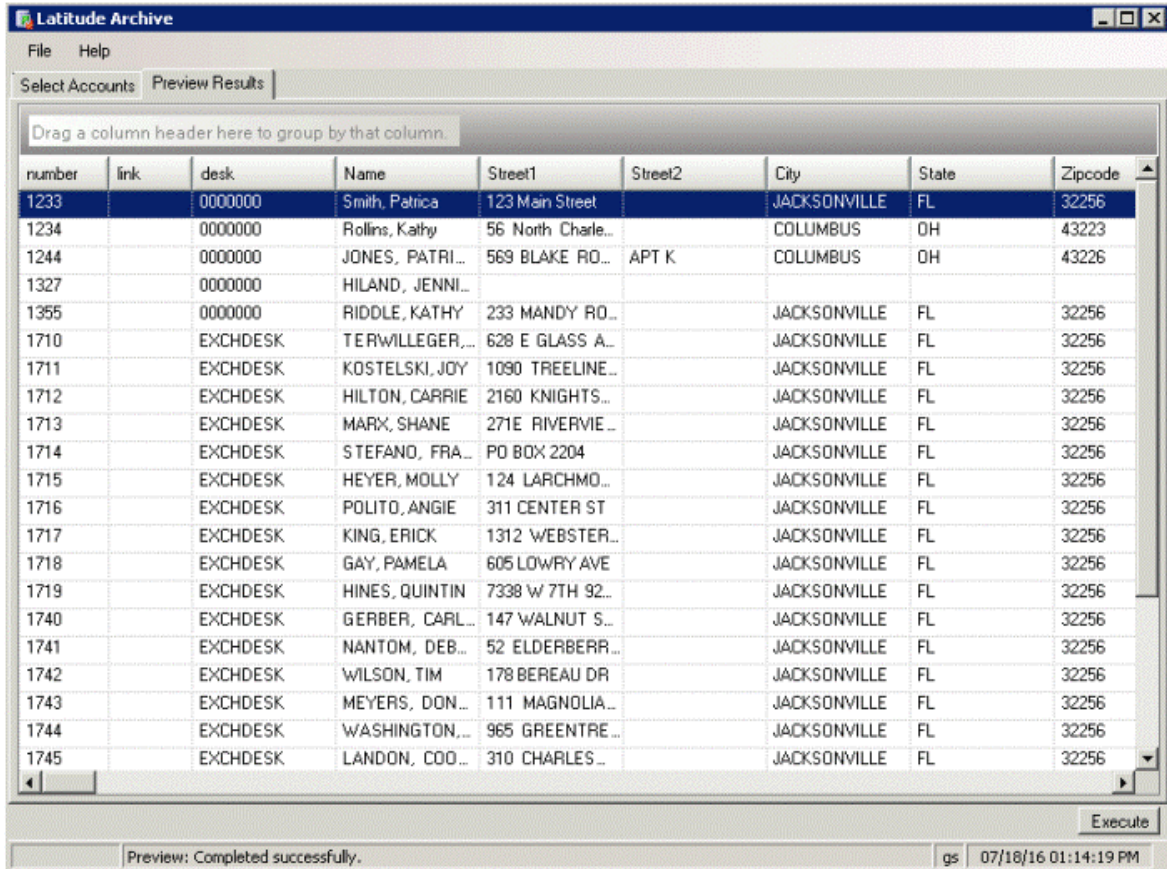 Latitude Archive
File Help
Select Accounts Preview Results
Drag a column header here to group by that column.
number link desk Name Street1 Street2 City State Zipcode
1233 0000000 Smith, Patrica 123 Main Street JACKSONVILLE FL 32256
1234 0000000 Rollins, Kathy 56 North Charle... COLUMBUS OH 43223
1244 0000000 JONES, PATRI... 569 BLAKE RO... APT K COLUMBUS OH 43226
1327 0000000 HILAND, JENNI...
1355 0000000 RIDDLE, KATHY 233 MANDY RO... JACKSONVILLE FL 32256
1710 EXCHDESK TERWILLEGER,... 628 E GLASS A... JACKSONVILLE FL 32256
1711 EXCHDESK KOSTELSKI, JOY 1090 TREELINE... JACKSONVILLE FL 32256
1712 EXCHDESK HILTON, CARRIE 2160 KNIGHTS... JACKSONVILLE FL 32256
1713 EXCHDESK MARX, SHANE 271E RIVERVIE... JACKSONVILLE FL 32256
1714 EXCHDESK STEFANO, FRA... PO BOX 2204 JACKSONVILLE FL 32256
1715 EXCHDESK HEYER, MOLLY 124 LARCHMO... JACKSONVILLE FL 32256
1716 EXCHDESK POLITO, ANGIE 311 CENTER ST JACKSONVILLE FL 32256
1717 EXCHDESK KING, ERICK 1312 WEBSTER... JACKSONVILLE FL 32256
1718 EXCHDESK GAY, PAMELA 605 LOWRY AVE JACKSONVILLE FL 32256
1719 EXCHDESK HINES, QUINTIN 7338 W 7TH 92... JACKSONVILLE FL 32256
1740 EXCHDESK GERBER, CARL... 147 WALNUT S... JACKSONVILLE FL 32256
1741 EXCHDESK NANTOM, DEB... 52 ELDERBERR... JACKSONVILLE FL 32256
1742 EXCHDESK WILSON, TIM 178 BEREAU DR JACKSONVILLE FL 32256
1743 EXCHDESK MEYERS, DON... 111 MAGNOLIA... JACKSONVILLE FL 32256
1744 EXCHDESK WASHINGTON,... 965 GREENTRE... JACKSONVILLE FL 32256
1745 EXCHDESK LANDON, COO... 310 CHARLES... JACKSONVILLE FL 32256
Execute
Preview: Completed successfully. gs 07/18/16 01:14:19 PM